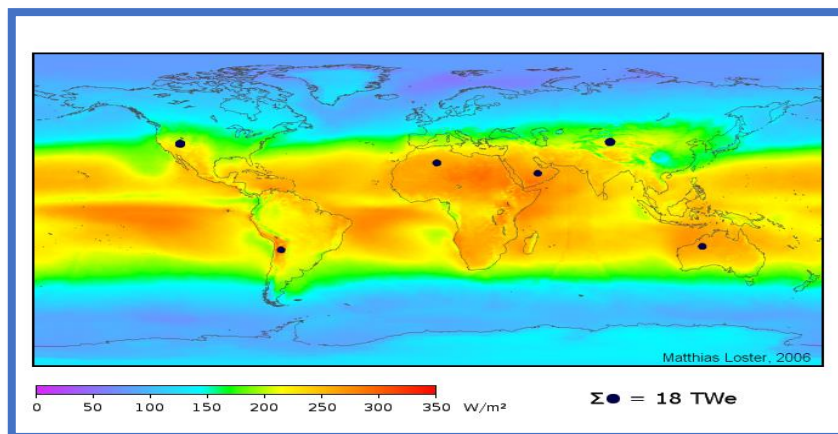 Matthias Loster, 2006
0 50 100 150 200 250 300 350 W/m²
Σ● = 18 TWe